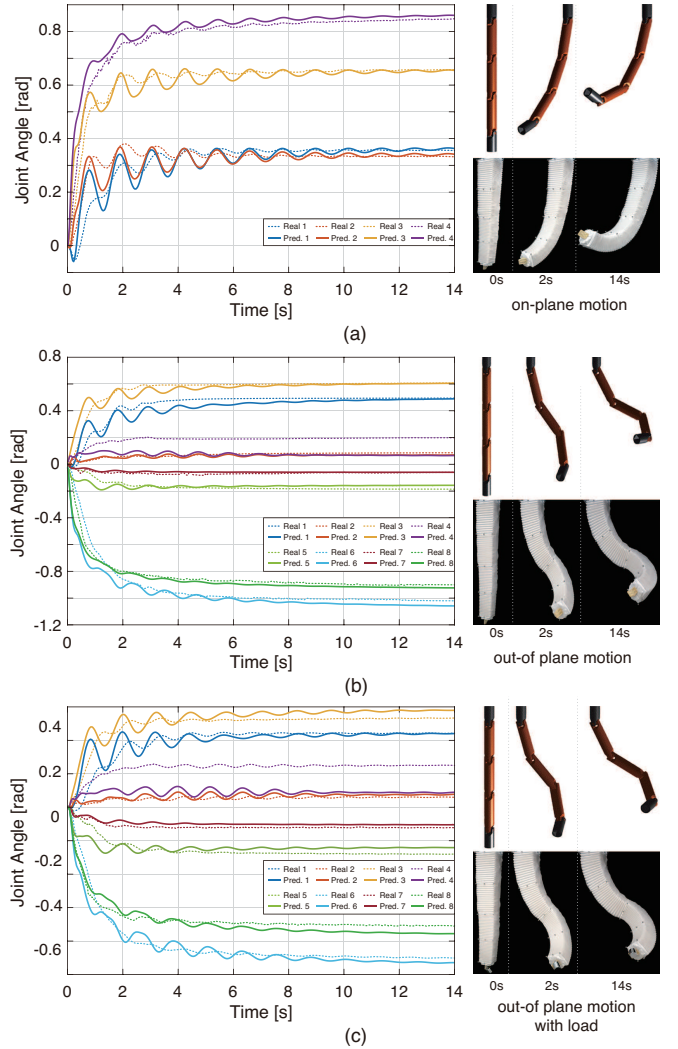 0.8
0.6
0.4
0.2
0
Joint Angle [rad]
Real 1 Real 2 Real 3 Real 4
Pred. 1 Pred. 2 Pred. 3 Pred. 4
0 2 4 6 8 10 12 14
Time [s]
0s 2s 14s
on-plane motion
(a)
0.8
0.4
0
-0.4
-0.8
-1.2
Joint Angle [rad]
Real 1 Real 2 Real 3 Real 4
Pred. 1 Pred. 2 Pred. 3 Pred. 4
Real 5 Real 6 Real 7 Real 8
Pred. 5 Pred. 6 Pred. 7 Pred. 8
0 2 4 6 8 10 12 14
Time [s]
0s 2s 14s
out-of plane motion
(b)
0.4
0.2
0
-0.2
-0.4
-0.6
Joint Angle [rad]
Real 1 Real 2 Real 3 Real 4
Pred. 1 Pred. 2 Pred. 3 Pred. 4
Real 5 Real 6 Real 7 Real 8
Pred. 5 Pred. 6 Pred. 7 Pred. 8
0 2 4 6 8 10 12 14
Time [s]
0s 2s 14s
out-of plane motion
with load
(c)